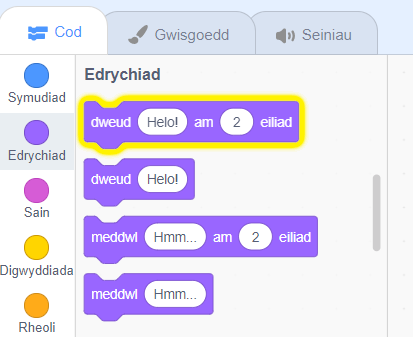 Cod
Gwisgoedd
Seiniau
Symudiad
Edrychiad
Sain
Digwyddiada
Rheoli
Edrychiad
dweud Helo! am 2 eiliad
dweud Helo!
meddwl Hmm... am 2 eiliad
meddwl Hmm...